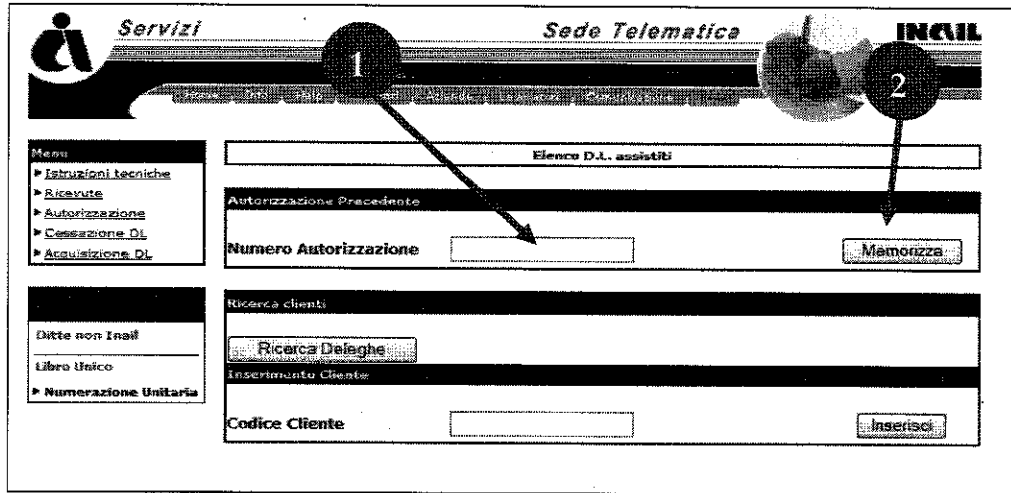 Servizi Sede Telematica INAIL
1
2
Menu
Istruzioni tecniche
Ricevute
Autorizzazione
Cessazione DL
Acquisizione DL
Ditte non Inail
Libro Unico
Numerazione Unitaria
Elenco D.L. assistiti
Autorizzazione Precedente
Numero Autorizzazione Memorizza
Ricerca clienti
Ricerca Deleghe
Inserimento Cliente
Codice Cliente Inserisci